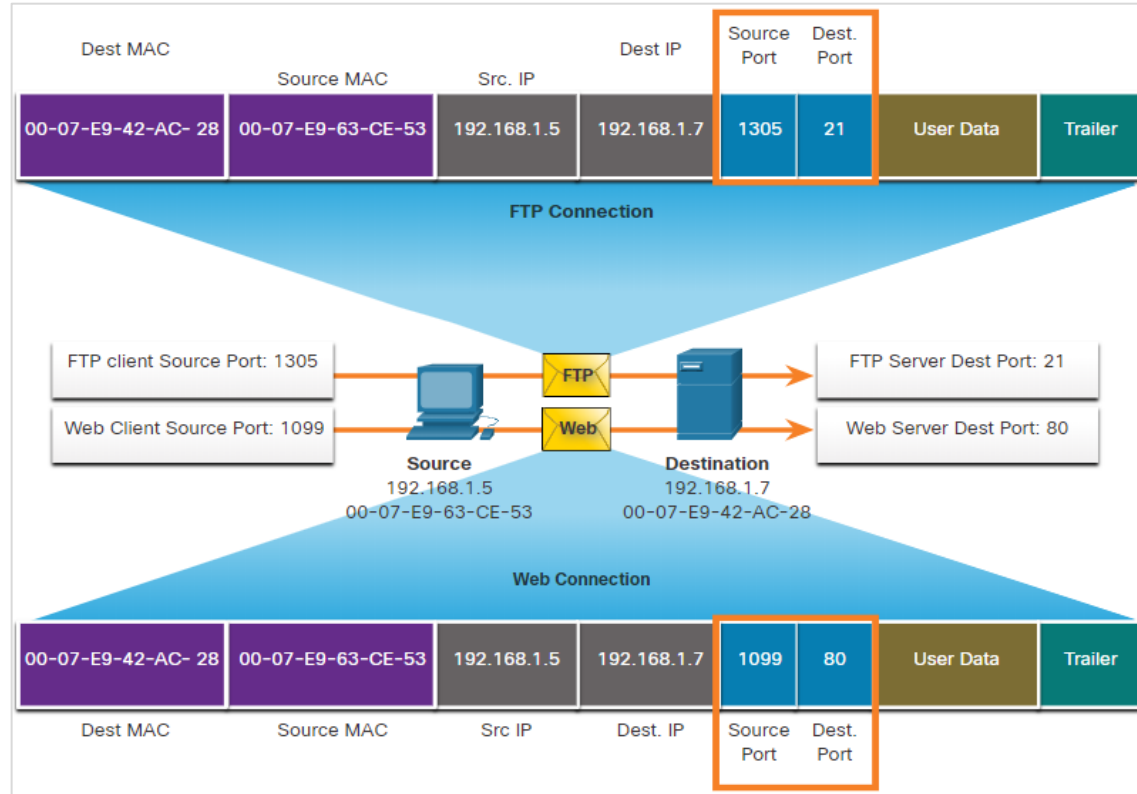 Dest MAC
Source MAC
Src. IP
Dest IP
Source
Port
Dest.
Port
00-07-E9-42-AC- 28
00-07-E9-63-CE-53
192.168.1.5
192.168.1.7
1305
21
User Data
Trailer
FTP Connection
FTP client Source Port: 1305
FTP
FTP Server Dest Port: 21
Web Client Source Port: 1099
Web
Web Server Dest Port: 80
Source
192.168.1.5
00-07-E9-63-CE-53
Destination
192.168.1.7
00-07-E9-42-AC-28
Web Connection
00-07-E9-42-AC- 28
00-07-E9-63-CE-53
192.168.1.5
192.168.1.7
1099
80
User Data
Trailer
Dest MAC
Source MAC
Src IP
Dest. IP
Source
Port
Dest.
Port